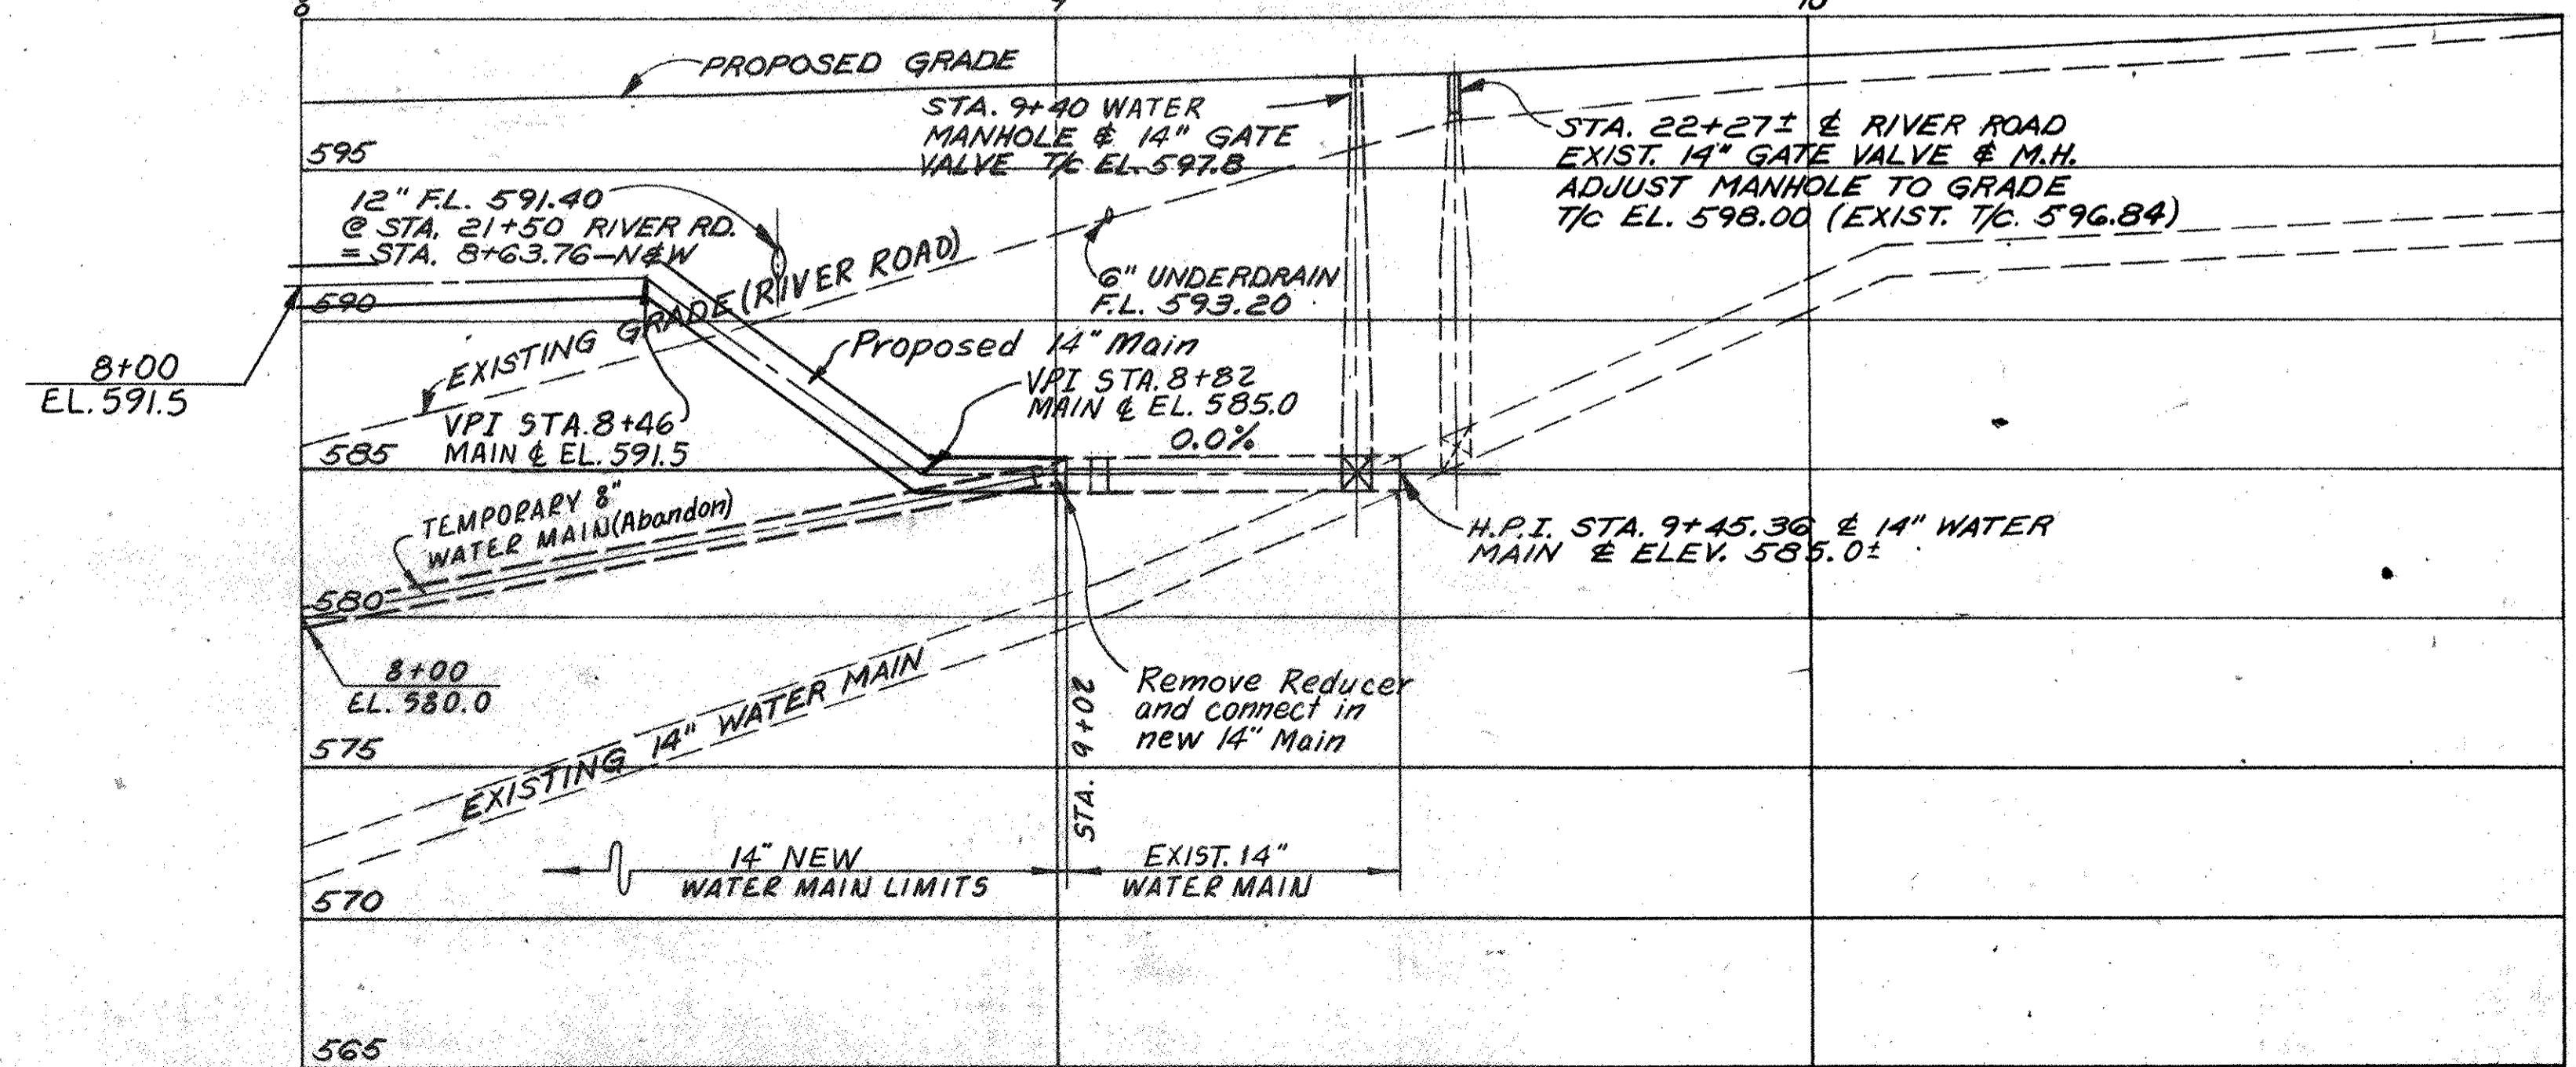 8 9 10
PROPOSED GRADE
STA. 9+40 WATER
MANHOLE & 14" GATE
VALVE T/C EL. 597.8
STA. 22+27± ℄ RIVER ROAD
EXIST. 14" GATE VALVE & M.H.
ADJUST MANHOLE TO GRADE
T/C EL. 598.00 (EXIST. T/C. 596.84)
595
12" F.L. 591.40
@ STA. 21+50 RIVER RD.
= STA. 8+63.76-N&W
6" UNDERDRAIN
F.L. 593.20
590
EXISTING GRADE (RIVER ROAD)
8+00
EL. 591.5
Proposed 14" Main
VPI STA. 8+82
MAIN ℄ EL. 585.0
0.0%
VPI STA. 8+46
MAIN ℄ EL. 591.5
585
TEMPORARY 8"
WATER MAIN (Abandon)
H.P.I. STA. 9+45.36 ℄ 14" WATER
MAIN ℄ ELEV. 585.0±
580
8+00
EL. 580.0
EXISTING 14" WATER MAIN
STA. 9+02
Remove Reducer
and connect in
new 14" Main
575
14" NEW
WATER MAIN LIMITS
EXIST. 14"
WATER MAIN
570
565